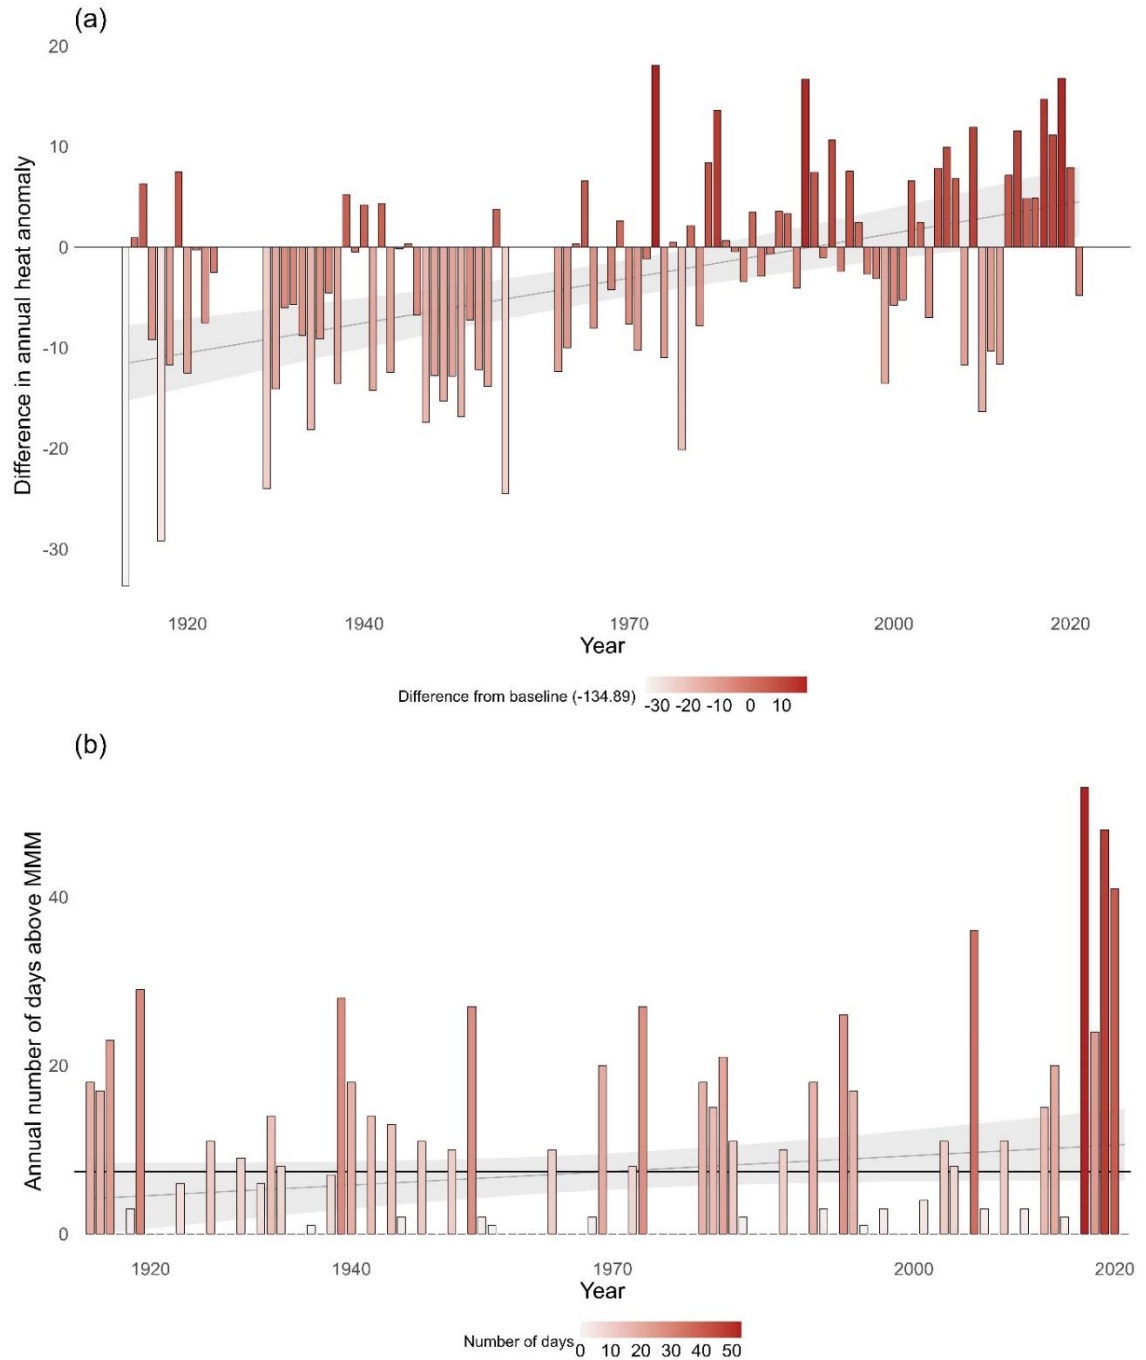 (a)
20
10
0
-10
-20
-30
Difference in annual heat anomaly
1920 1940 1970 2000 2020
Year
Difference from baseline (-134.89)
-30 -20 -10 0 10
(b)
40
20
0
Annual number of days above MMM
1920 1940 1970 2000 2020
Year
Number of days
0 10 20 30 40 50